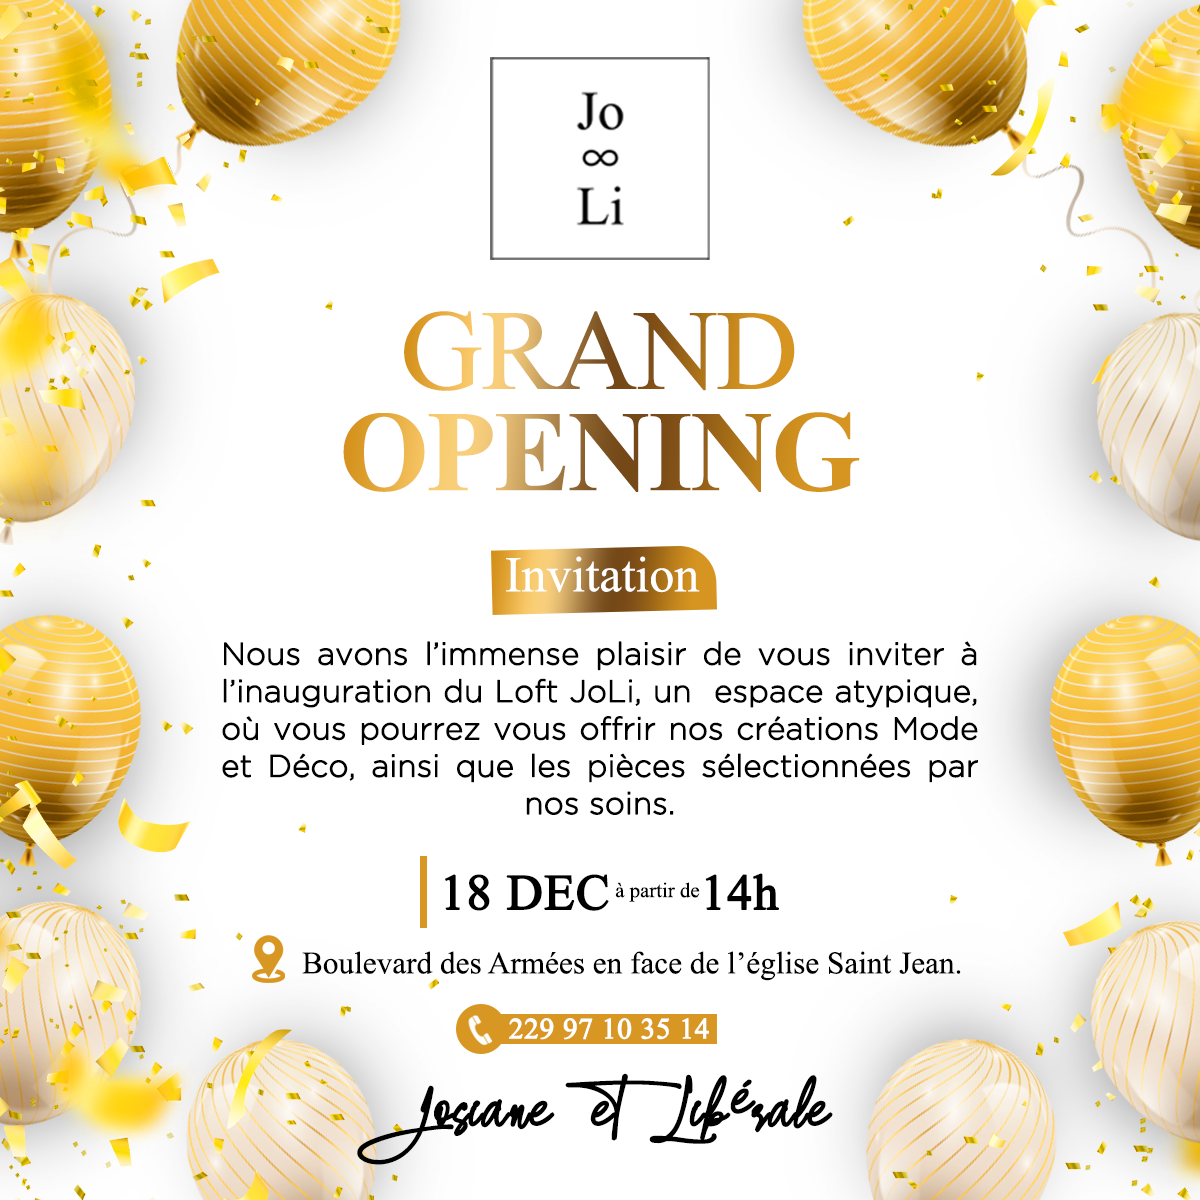 Jo
∞
Li
GRAND
OPENING
Invitation
Nous avons l’immense plaisir de vous inviter à
l’inauguration du Loft JoLi, un espace atypique,
où vous pourrez vous offrir nos créations Mode
et Déco, ainsi que les pièces sélectionnées par
nos soins.
18 DEC à partir de 14h
Boulevard des Armées en face de l’église Saint Jean.
229 97 10 35 14
Josiane et Libérale